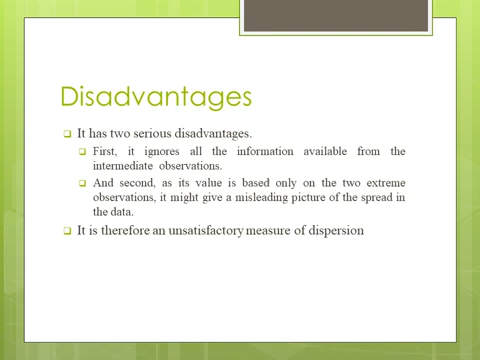 Disadvantages
It has two serious disadvantages.
First, it ignores all the information available from the
intermediate observations.
And second, as its value is based only on the two extreme
observations, it might give a misleading picture of the spread in
the data.
It is therefore an unsatisfactory measure of dispersion